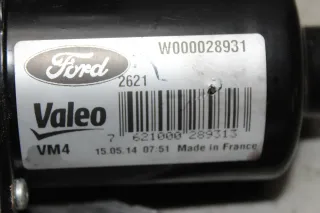 Ford
W000028931
2621
Valeo
7 621000 289313
VM4
15.05.14 07:51 Made in France